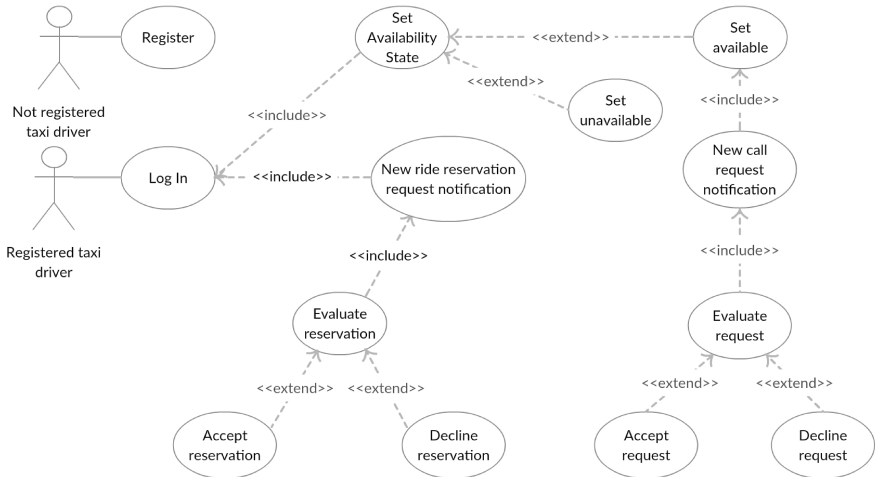 Register
Not registered
taxi driver
Set
Availability
State
<<extend>>
Set
available
<<extend>>
Set
unavailable
<<include>>
<<include>>
Log In
Registered taxi
driver
<<include>>
New ride reservation
request notification
New call
request
notification
<<include>>
<<include>>
Evaluate
reservation
Evaluate
request
<<extend>>
<<extend>>
<<extend>>
<<extend>>
Accept
reservation
Decline
reservation
Accept
request
Decline
request